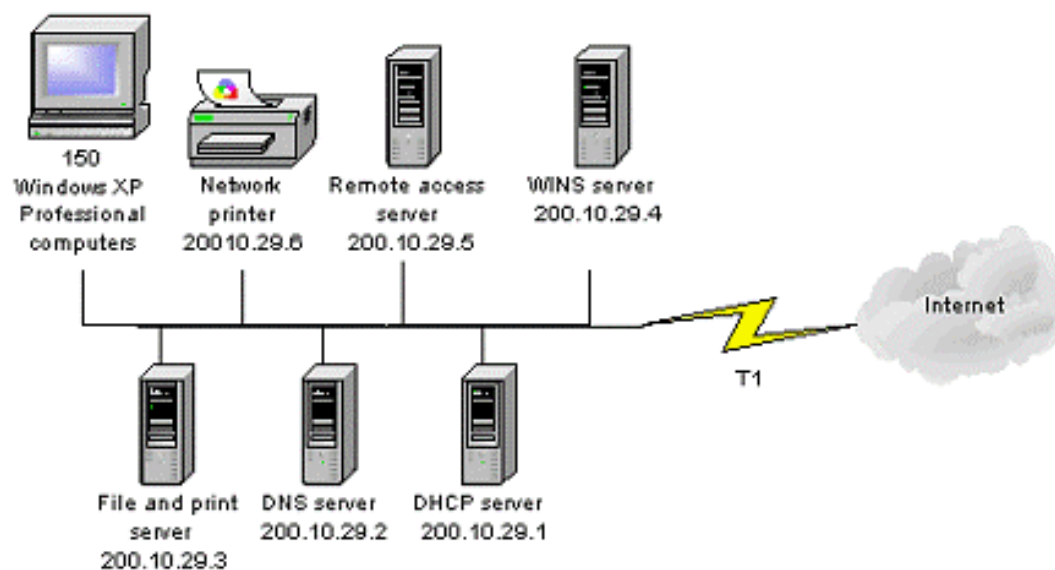 150
Windows XP
Professional
computers
Network
printer
20010.29.6
Remote access
server
200.10.29.5
WINS server
200.10.29.4
Internet
T1
File and print
server
200.10.29.3
DNS server
200.10.29.2
DHCP server
200.10.29.1